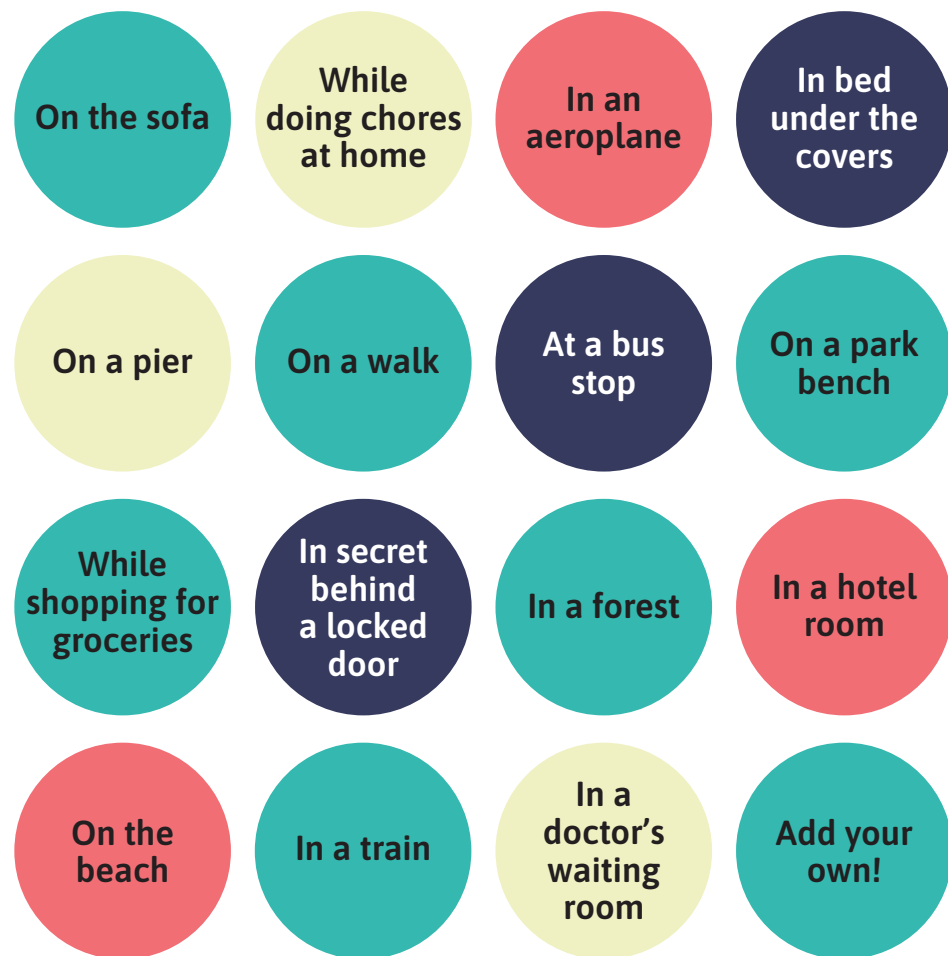 On the sofa
While
doing chores
at home
In an
aeroplane
In bed
under the
covers
On a pier
On a walk
At a bus
stop
On a park
bench
While
shopping for
groceries
In secret
behind
a locked
door
In a forest
In a hotel
room
On the
beach
In a train
In a
doctor’s
waiting
room
Add your
own!